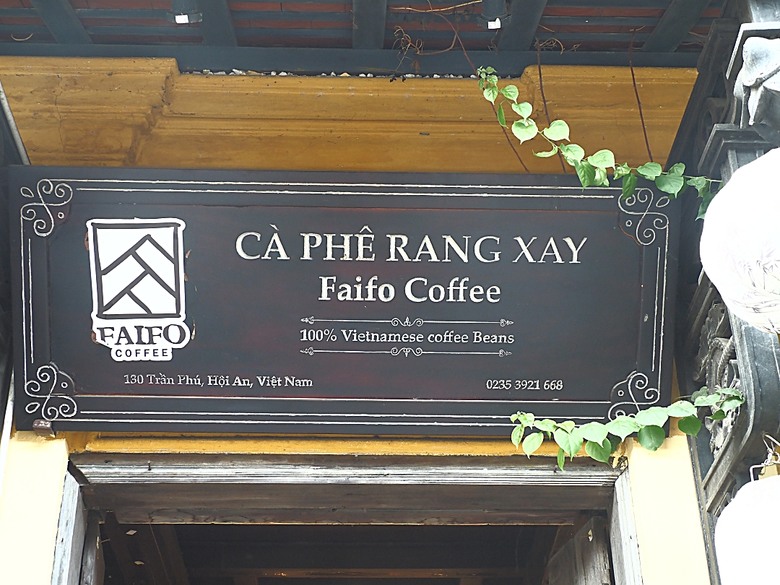 CÀ PHÊ RANG XAY
Faifo Coffee
100% Vietnamese coffee Beans
FAIFO
COFFEE
130 Trần Phú, Hội An, Việt Nam
0235 3921 668